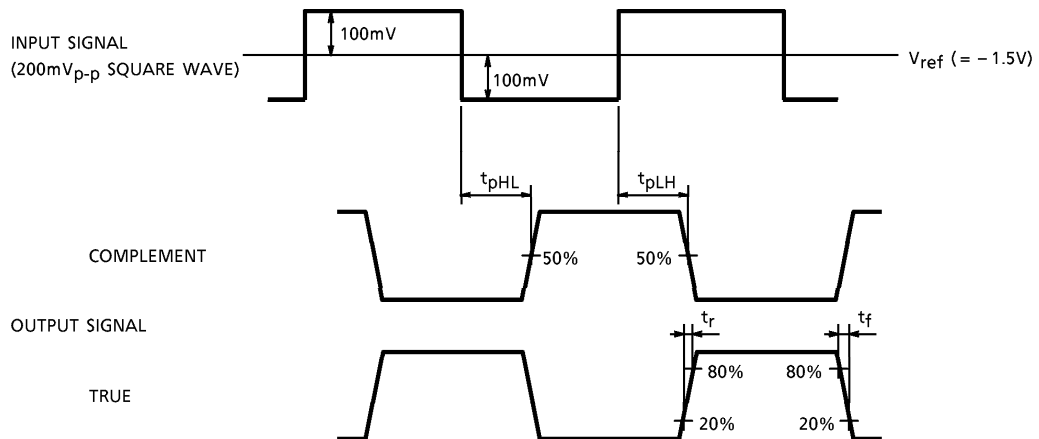 INPUT SIGNAL
(200mVp-p SQUARE WAVE)
100mV
100mV
Vref (= −1.5V)
tpHL
tpLH
COMPLEMENT
50%
50%
OUTPUT SIGNAL
tr
tf
TRUE
80%
80%
20%
20%